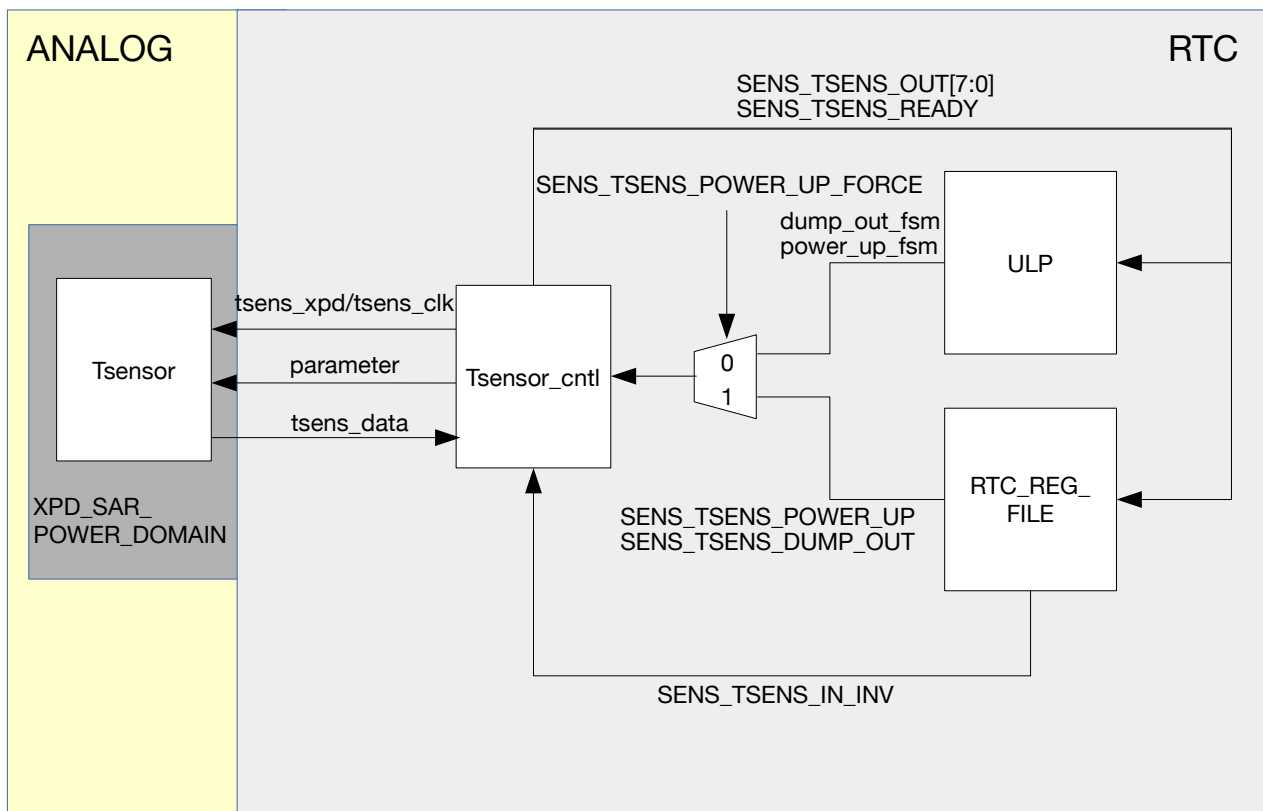 ANALOG
RTC
SENS_TSENS_OUT[7:0]
SENS_TSENS_READY
SENS_TSENS_POWER_UP_FORCE
dump_out_fsm
power_up_fsm
ULP
tsens_xpd/tsens_clk
Tsensor
parameter
tsens_data
Tsensor_cntl
0
1
XPD_SAR_
POWER_DOMAIN
SENS_TSENS_POWER_UP
SENS_TSENS_DUMP_OUT
RTC_REG_
FILE
SENS_TSENS_IN_INV